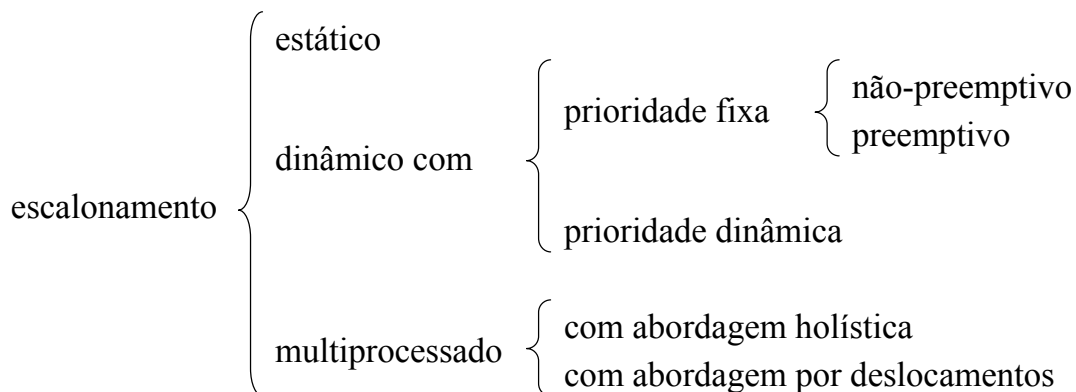 estático
prioridade fixa
não-preemptivo
preemptivo
dinâmico com
prioridade dinâmica
escalonamento
multiprocessado
com abordagem holística
com abordagem por deslocamentos